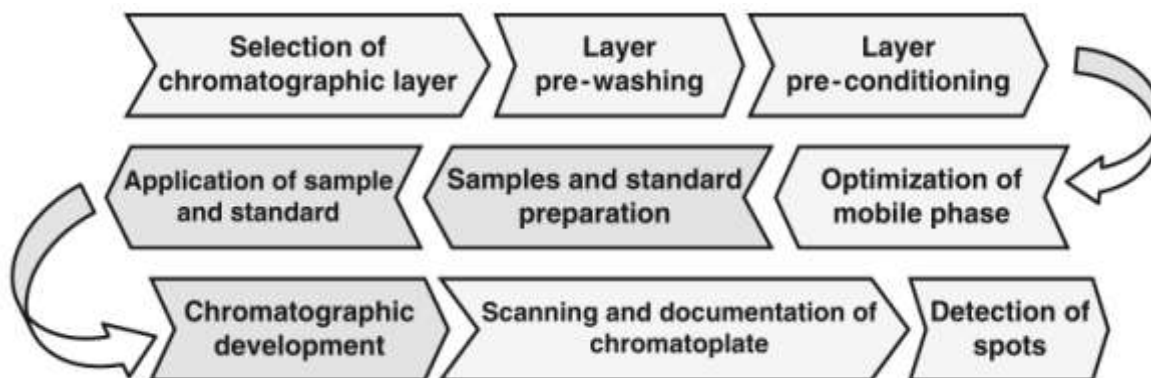 Selection of
chromatographic layer
Layer
pre-washing
Layer
pre-conditioning
Optimization of
mobile phase
Samples and standard
preparation
Application of sample
and standard
Chromatographic
development
Scanning and documentation of
chromatoplate
Detection of
spots